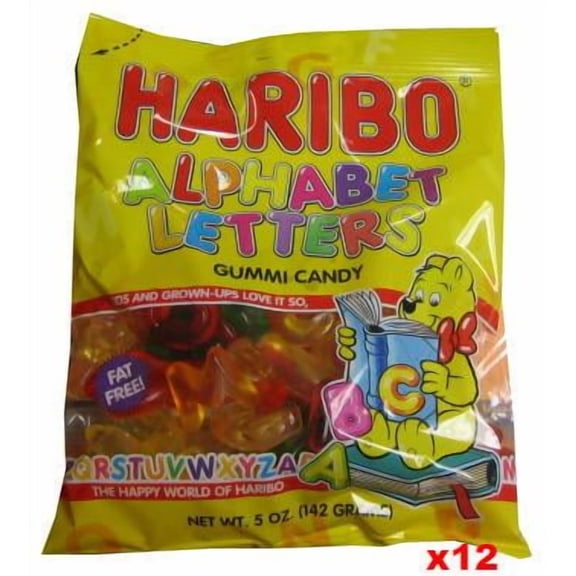 HARIBO®
ALPHABET
LETTERS
GUMMI CANDY
DS AND GROWN-UPS LOVE IT SO,
FAT
FREE!
B C
A
QRSTUVWXYZA
THE HAPPY WORLD OF HARIBO
NET WT. 5 OZ. (142 GRAMS)
x12